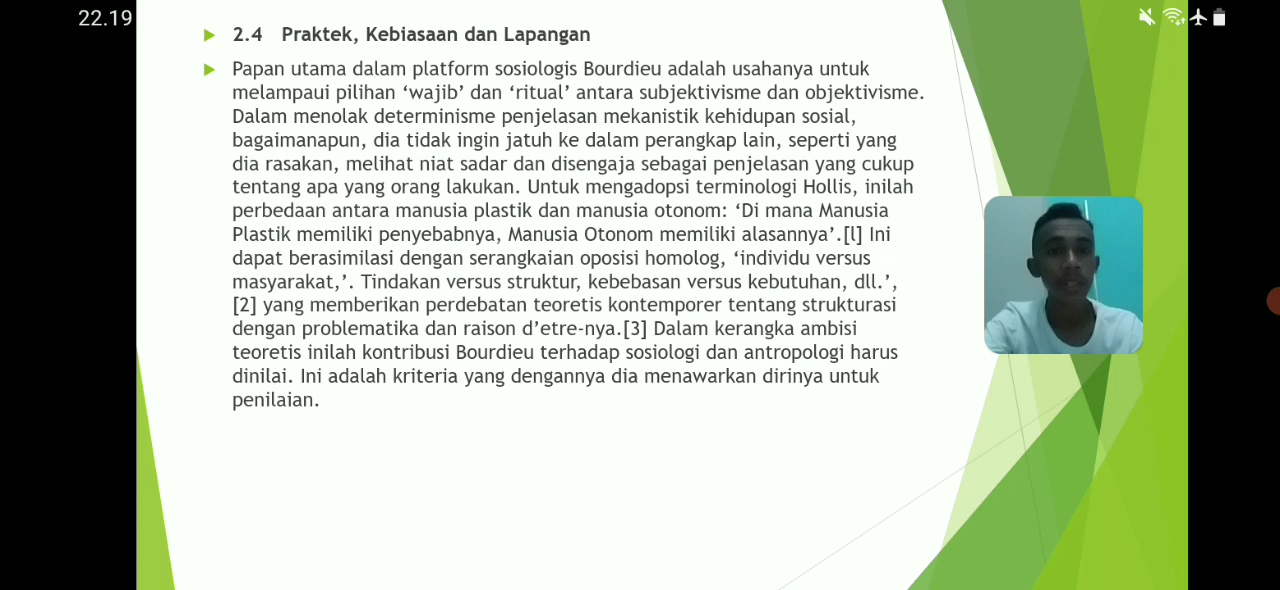 22.19
2.4 Praktek, Kebiasaan dan Lapangan
Papan utama dalam platform sosiologis Bourdieu adalah usahanya untuk
melampaui pilihan ‘wajib’ dan ‘ritual’ antara subjektivisme dan objektivisme.
Dalam menolak determinisme penjelasan mekanistik kehidupan sosial,
bagaimanapun, dia tidak ingin jatuh ke dalam perangkap lain, seperti yang
dia rasakan, melihat niat sadar dan disengaja sebagai penjelasan yang cukup
tentang apa yang orang lakukan. Untuk mengadopsi terminologi Hollis, inilah
perbedaan antara manusia plastik dan manusia otonom: ‘Di mana Manusia
Plastik memiliki penyebabnya, Manusia Otonom memiliki alasannya’.[l] Ini
dapat berasimilasi dengan serangkaian oposisi homolog, ‘individu versus
masyarakat,’. Tindakan versus struktur, kebebasan versus kebutuhan, dll.’,
[2] yang memberikan perdebatan teoretis kontemporer tentang strukturasi
dengan problematika dan raison d’etre-nya.[3] Dalam kerangka ambisi
teoretis inilah kontribusi Bourdieu terhadap sosiologi dan antropologi harus
dinilai. Ini adalah kriteria yang dengannya dia menawarkan dirinya untuk
penilaian.